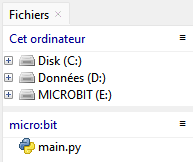 Fichiers ×
Cet ordinateur
Disk (C:)
Données (D:)
MICROBIT (E:)
micro:bit
main.py